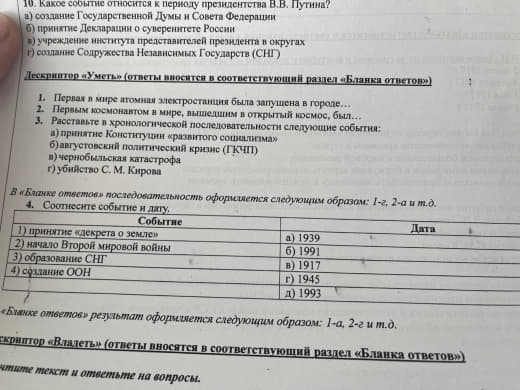 10. Какое событие относится к периоду президентства В.В. Путина?
а) создание Государственной Думы и Совета Федерации
б) принятие Декларации о суверенитете России
в) учреждение института представителей президента в округах
г) создание Содружества Независимых Государств (СНГ)
Дескриптор «Уметь» (ответы вносятся в соответствующий раздел «Бланка ответов»)
1. Первая в мире атомная электростанция была запущена в городе…
2. Первым космонавтом в мире, вышедшим в открытый космос, был…
3. Расставьте в хронологической последовательности следующие события:
а) принятие Конституции «развитого социализма»
б)августовский политический кризис (ГКЧП)
в) чернобыльская катастрофа
г) убийство С. М. Кирова
В «Бланке ответов» последовательность оформляется следующим образом: 1-г, 2-а и т.д.
4. Соотнесите событие и дату.
Событие Дата
1) принятие «декрета о земле» а) 1939
2) начало Второй мировой войны б) 1991
3) образование СНГ в) 1917
4) создание ООН г) 1945
д) 1993
«Бланке ответов» результат оформляется следующим образом: 1-а, 2-г и т.д.
скриптор «Владеть» (ответы вносятся в соответствующий раздел «Бланка ответов»)
чтите текст и ответьте на вопросы.